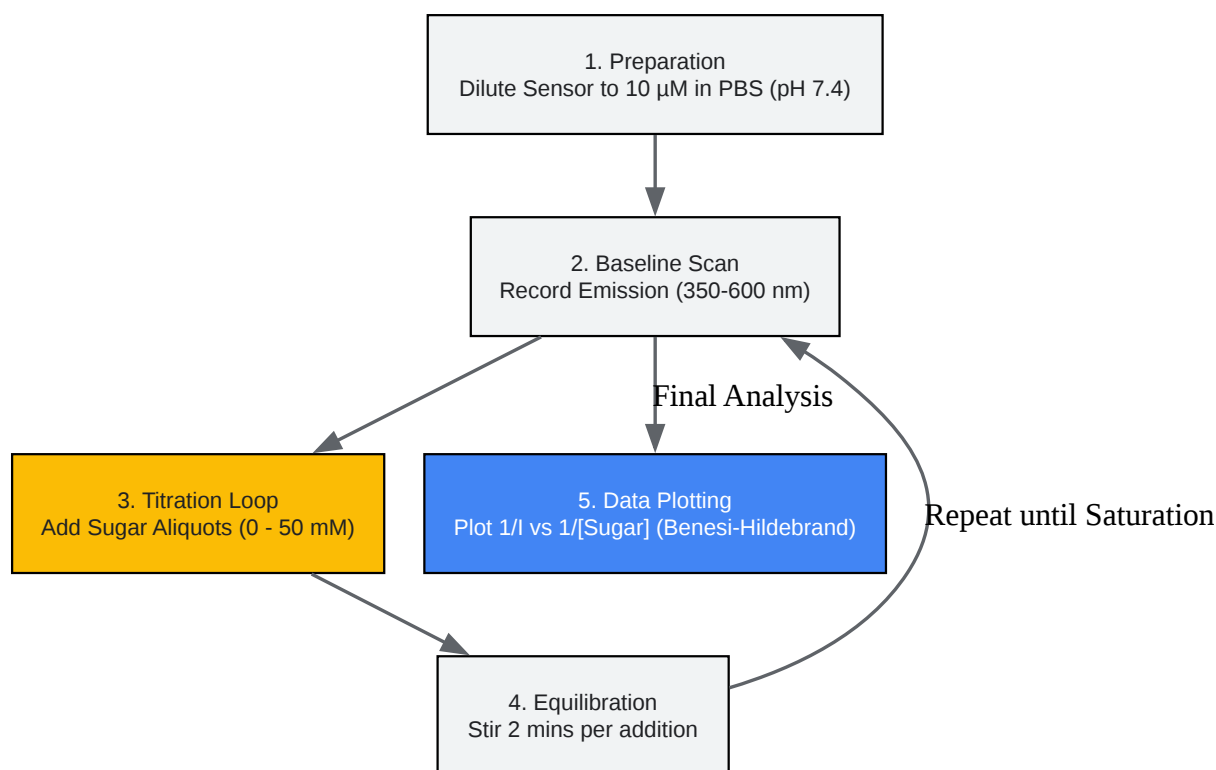 1. Preparation
Dilute Sensor to 10 µM in PBS (pH 7.4)
2. Baseline Scan
Record Emission (350-600 nm)
Final Analysis
3. Titration Loop
Add Sugar Aliquots (0 - 50 mM)
5. Data Plotting
Plot 1/I vs 1/[Sugar] (Benesi-Hildebrand)
Repeat until Saturation
4. Equilibration
Stir 2 mins per addition